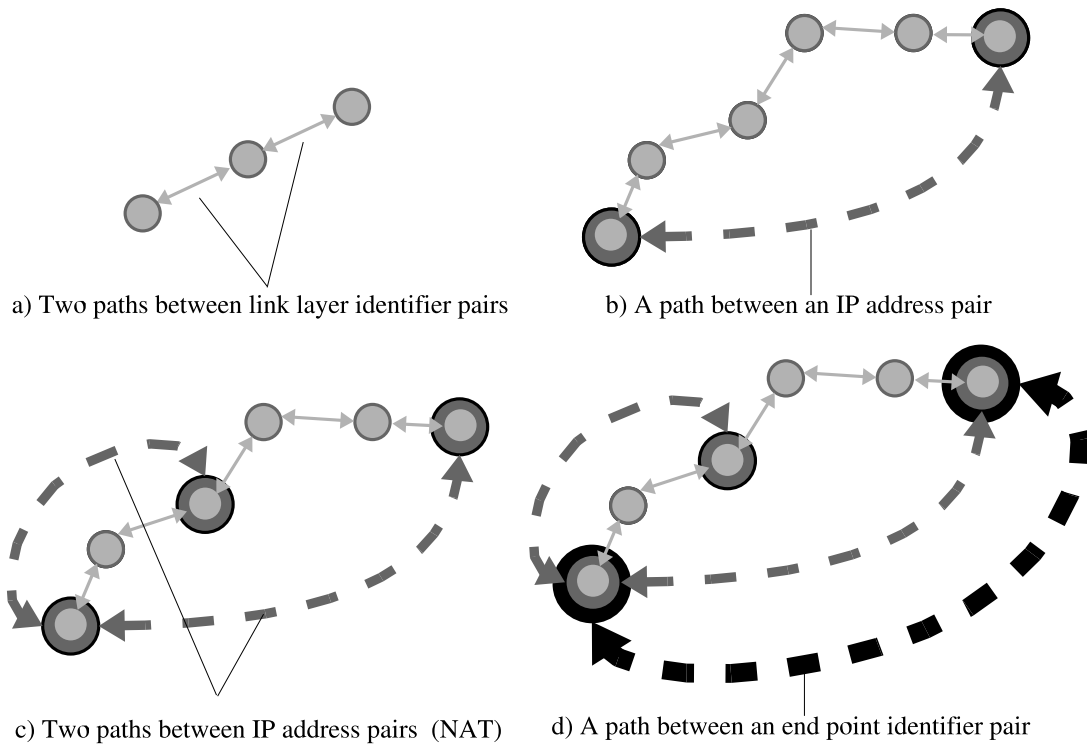 a) Two paths between link layer identifier pairs
b) A path between an IP address pair
c) Two paths between IP address pairs (NAT)
d) A path between an end point identifier pair